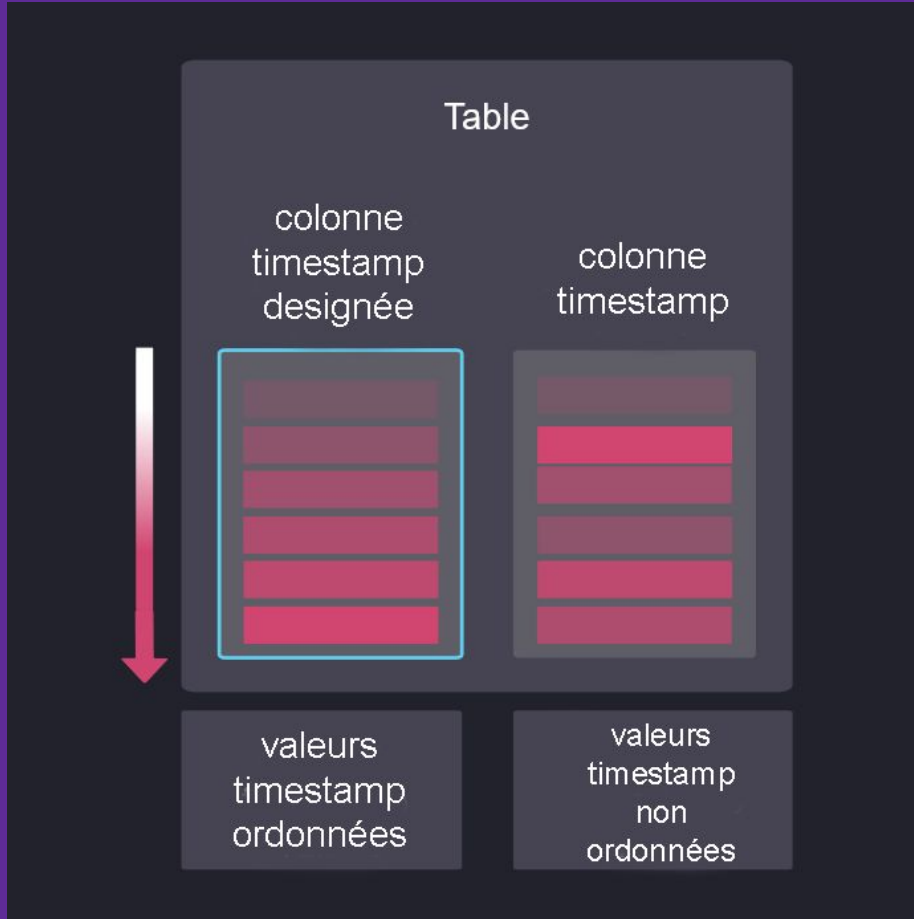 Table
colonne
timestamp
designée
colonne
timestamp
valeurs
timestamp
ordonnées
valeurs
timestamp
non
ordonnées